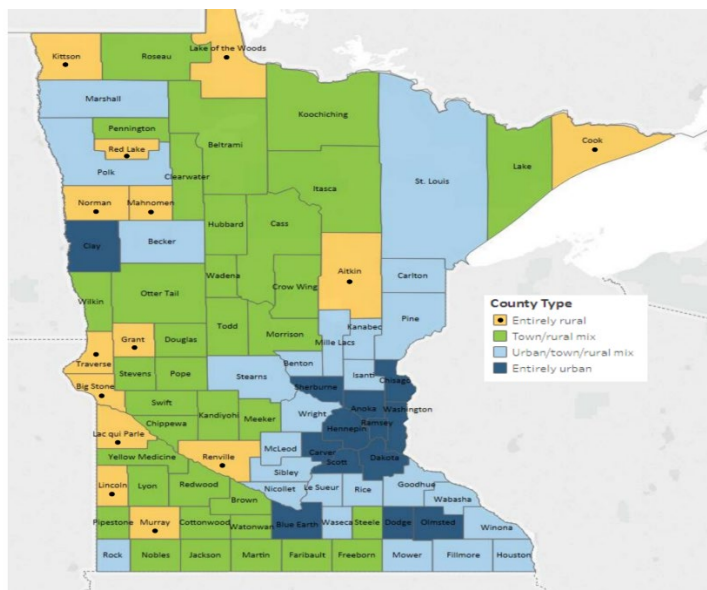 Lake of the Woods
Kittson
Roseau
Marshall
Koochiching
Pennington
Red Lake
Beltrami
Cook
Polk
Clearwater
St. Louis
Lake
Itasca
Norman
Mahnomen
Hubbard
Cass
Clay
Becker
Wadena
Aitkin
Carlton
Crow Wing
Wilkin
Otter Tail
Pine
Todd
Morrison
Kanabec
Mille Lacs
Grant
Douglas
Traverse
Benton
Stevens
Pope
Stearns
Isanti
Chisago
Big Stone
Sherburne
Swift
Anoka
Washington
Kandiyohi
Wright
Ramsey
Chippewa
Meeker
Hennepin
Lac qui Parle
McLeod
Carver
Yellow Medicine
Renville
Dakota
Scott
Sibley
Lincoln
Lyon
Redwood
Nicollet
Le Sueur
Rice
Goodhue
Brown
Wabasha
Pipestone
Murray
Cottonwood
Watonwan
Blue Earth
Waseca
Steele
Dodge
Olmsted
Winona
Rock
Nobles
Jackson
Martin
Faribault
Freeborn
Mower
Fillmore
Houston
County Type
Entirely rural
Town/rural mix
Urban/town/rural mix
Entirely urban